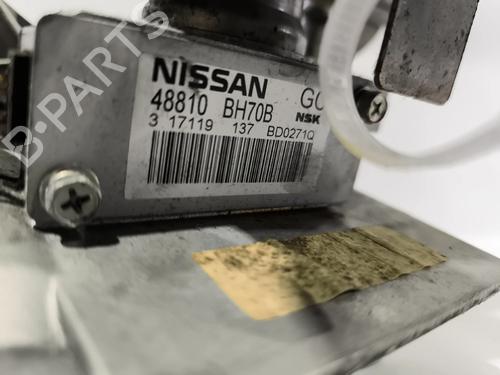 NISSAN GC
48810 BH70B NSK
3 17119 137 BD0271Q
B-PARTS